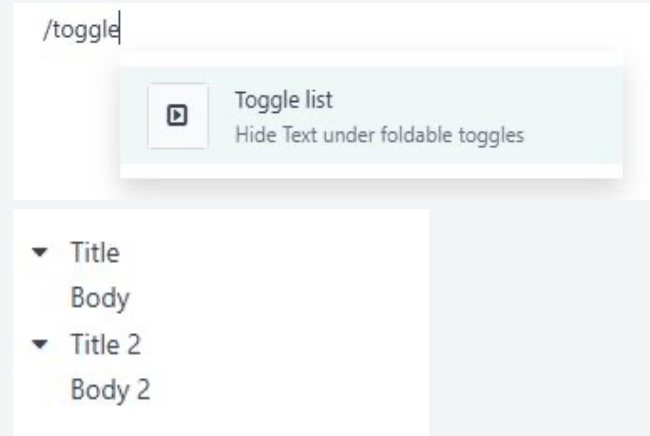 /toggle
Toggle list
Hide Text under foldable toggles
Title
Body
Title 2
Body 2